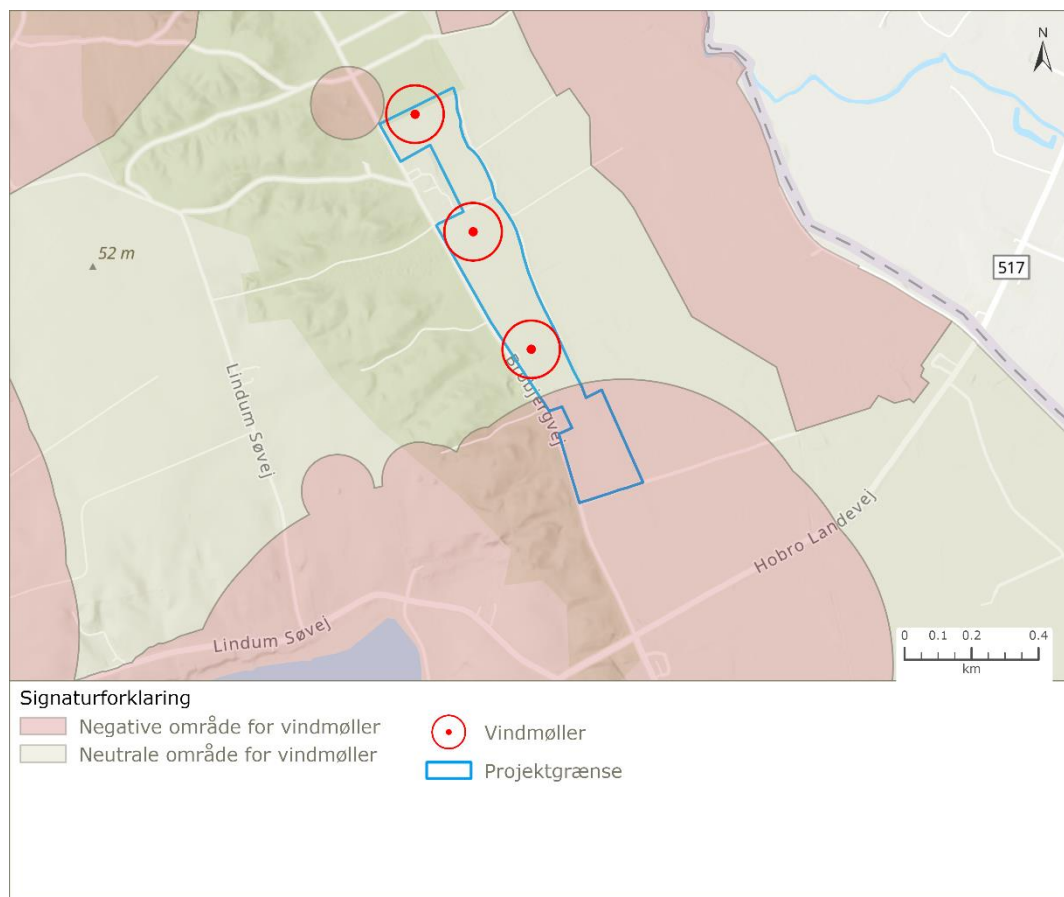 N
52 m
517
Lindum Søvej
Brobjergvej
Hobro Landevej
Lindum Søvej
0 0.1 0.2 0.4
km
Signaturforklaring
Negative område for vindmøller
Neutrale område for vindmøller
Vindmøller
Projektgrænse